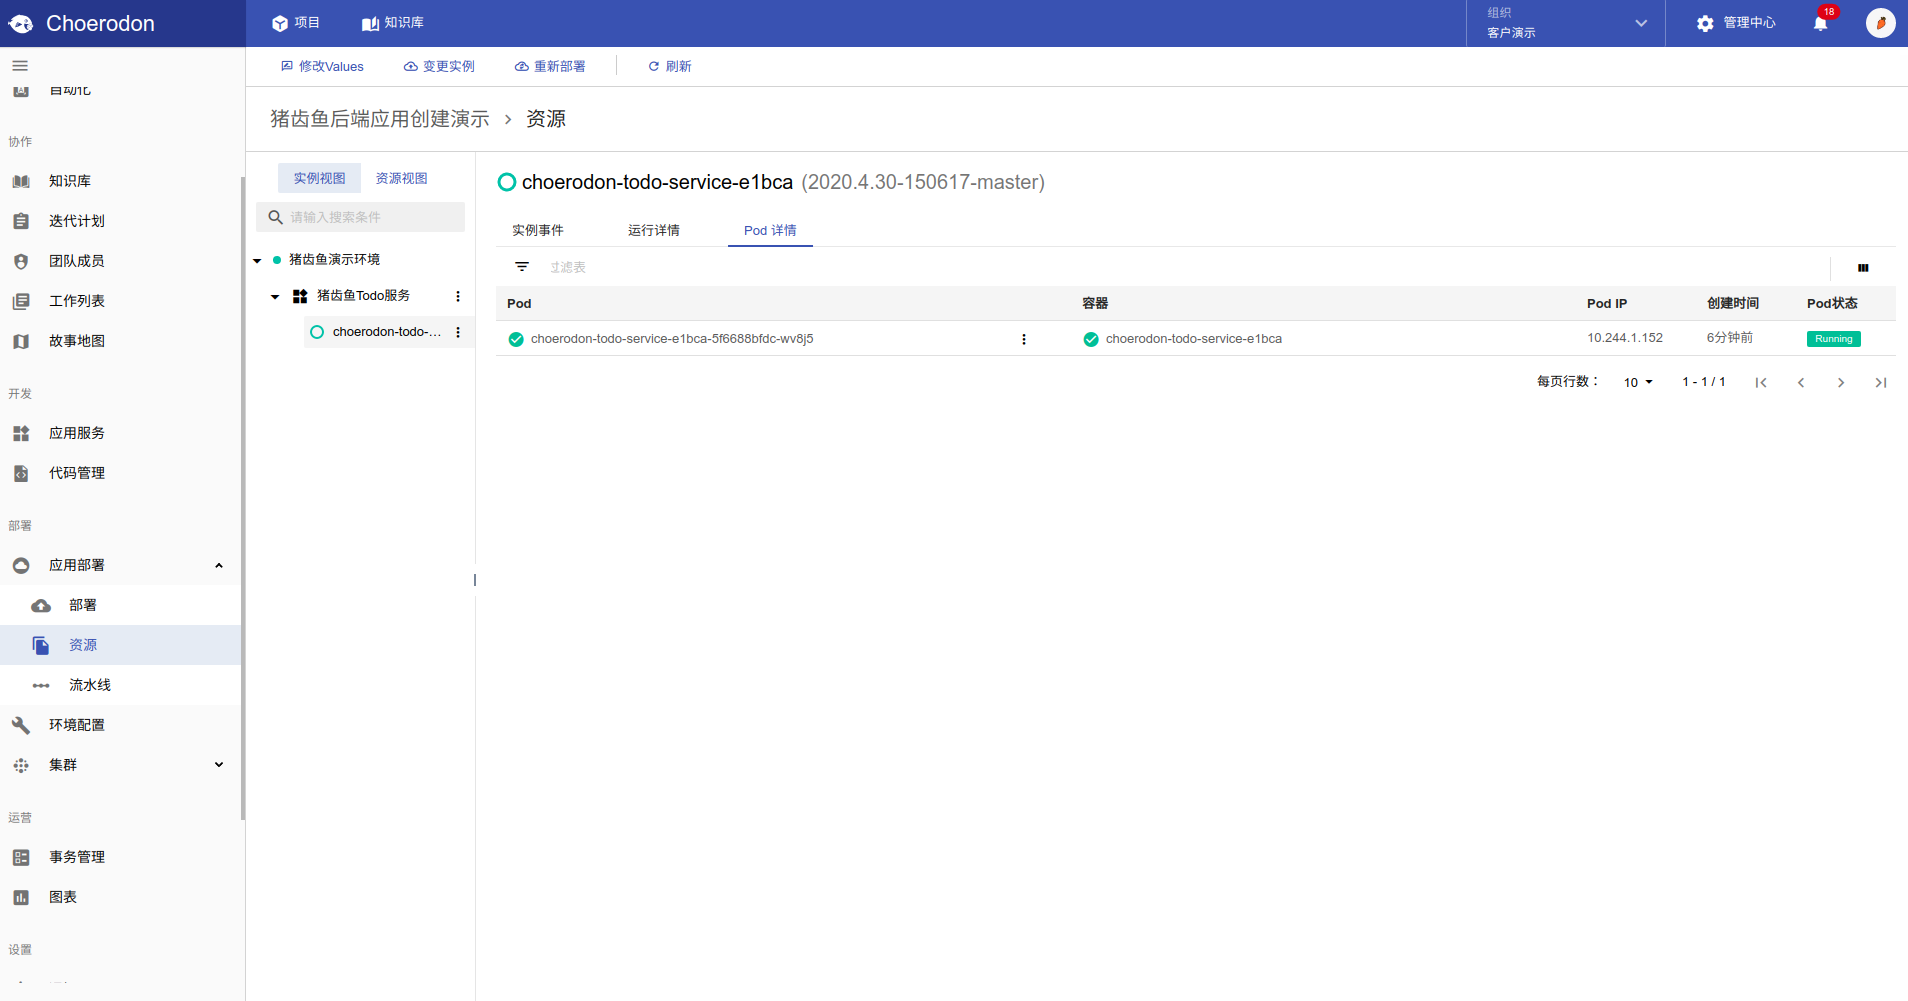 Choerodon
项目
知识库
组织
客户演示
管理中心
18
修改Values
变更实例
重新部署
刷新
自动化
猪齿鱼后端应用创建演示 › 资源
协作
知识库
迭代计划
团队成员
工作列表
故事地图
开发
应用服务
代码管理
部署
应用部署
部署
资源
流水线
环境配置
集群
运营
事务管理
图表
设置
实例视图
资源视图
请输入搜索条件
猪齿鱼演示环境
猪齿鱼Todo服务
choerodon-todo-...
choerodon-todo-service-e1bca (2020.4.30-150617-master)
实例事件
运行详情
Pod 详情
过滤表
Pod
容器
Pod IP
创建时间
Pod状态
choerodon-todo-service-e1bca-5f6688bfdc-wv8j5
choerodon-todo-service-e1bca
10.244.1.152
6分钟前
Running
每页行数：
10
1 - 1 / 1